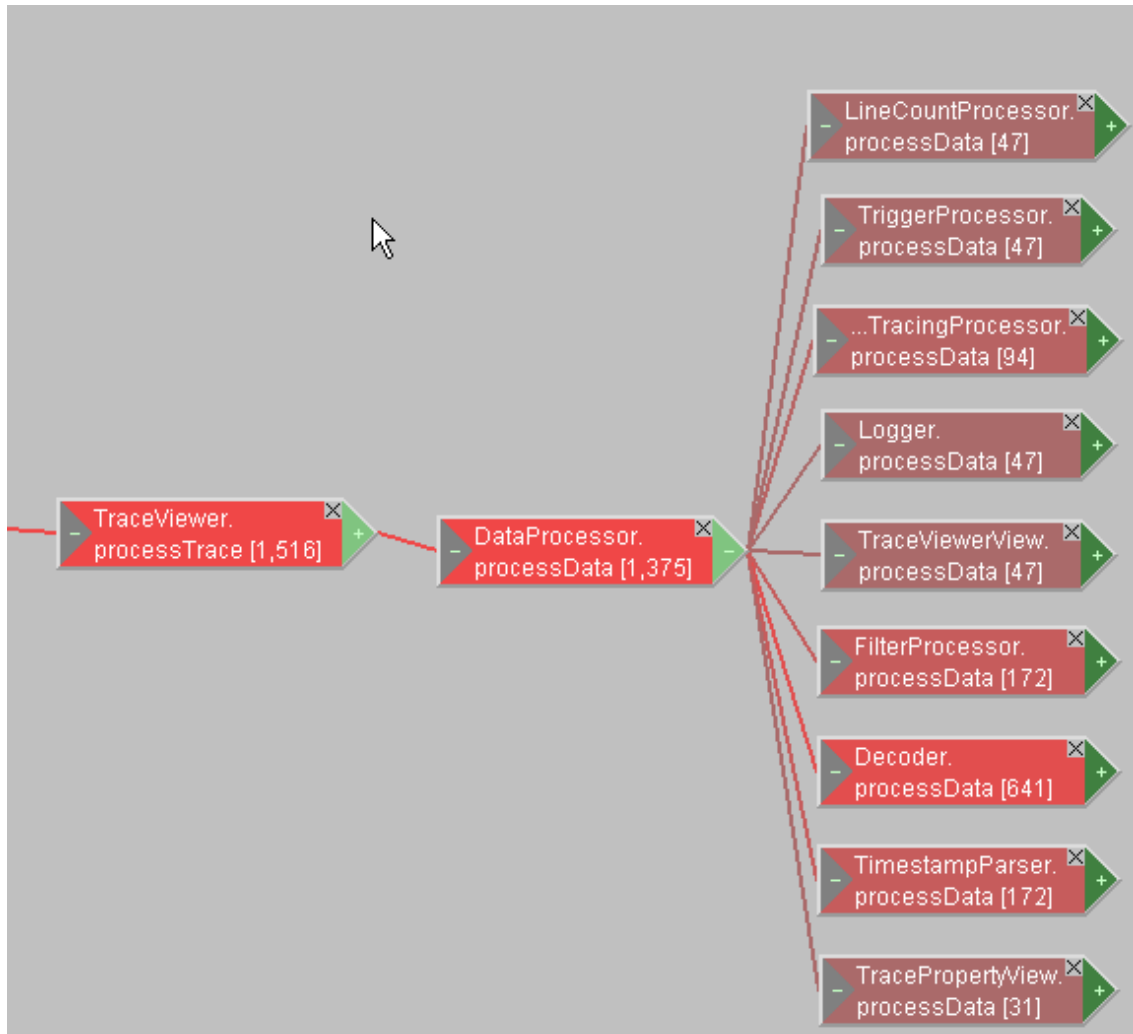 LineCountProcessor.
processData [47]
TriggerProcessor.
processData [47]
...TracingProcessor.
processData [94]
Logger.
processData [47]
TraceViewer.
processTrace [1,516]
DataProcessor.
processData [1,375]
TraceViewerView.
processData [47]
FilterProcessor.
processData [172]
Decoder.
processData [641]
TimestampParser.
processData [172]
TracePropertyView.
processData [31]